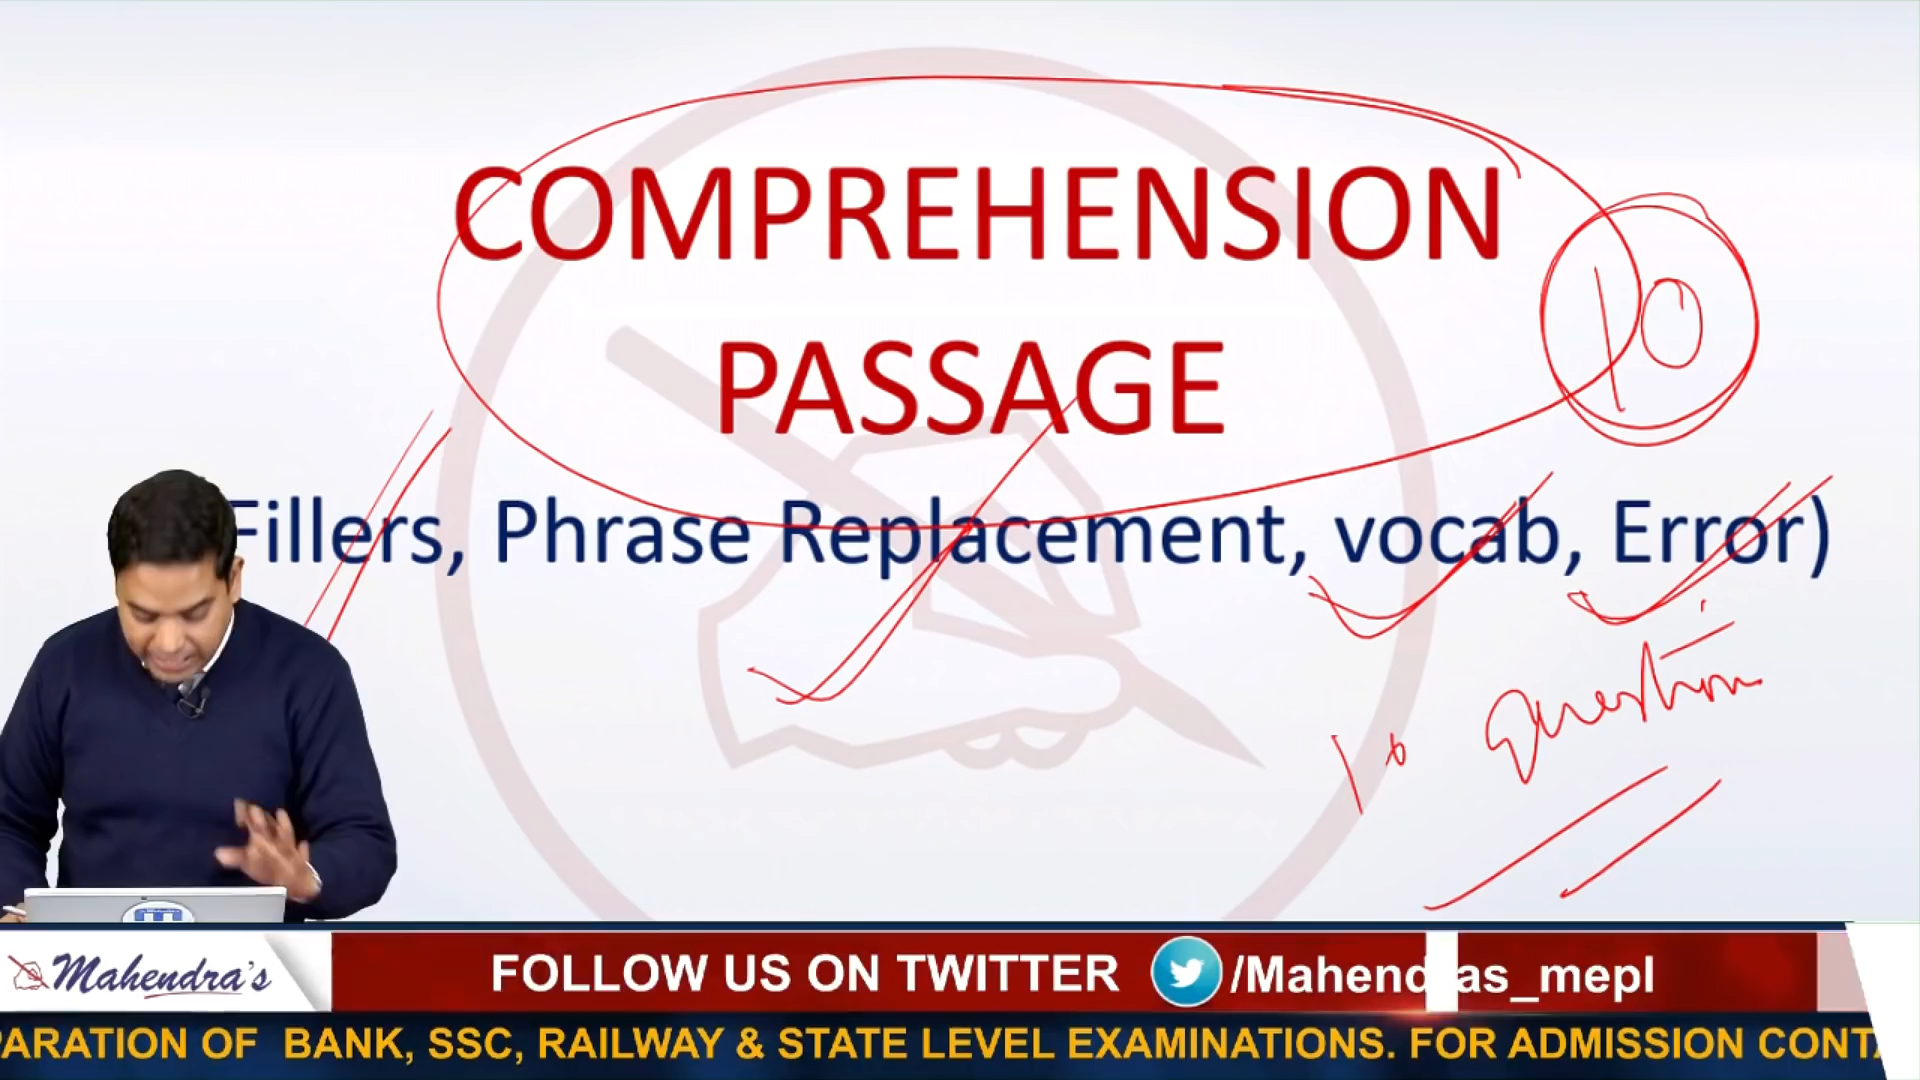 COMPREHENSION
PASSAGE
10
Fillers, Phrase Replacement, vocab, Error)
10 Question
Mahendra's
FOLLOW US ON TWITTER /Mahend as_mepl
ARATION OF BANK, SSC, RAILWAY & STATE LEVEL EXAMINATIONS. FOR ADMISSION CONT